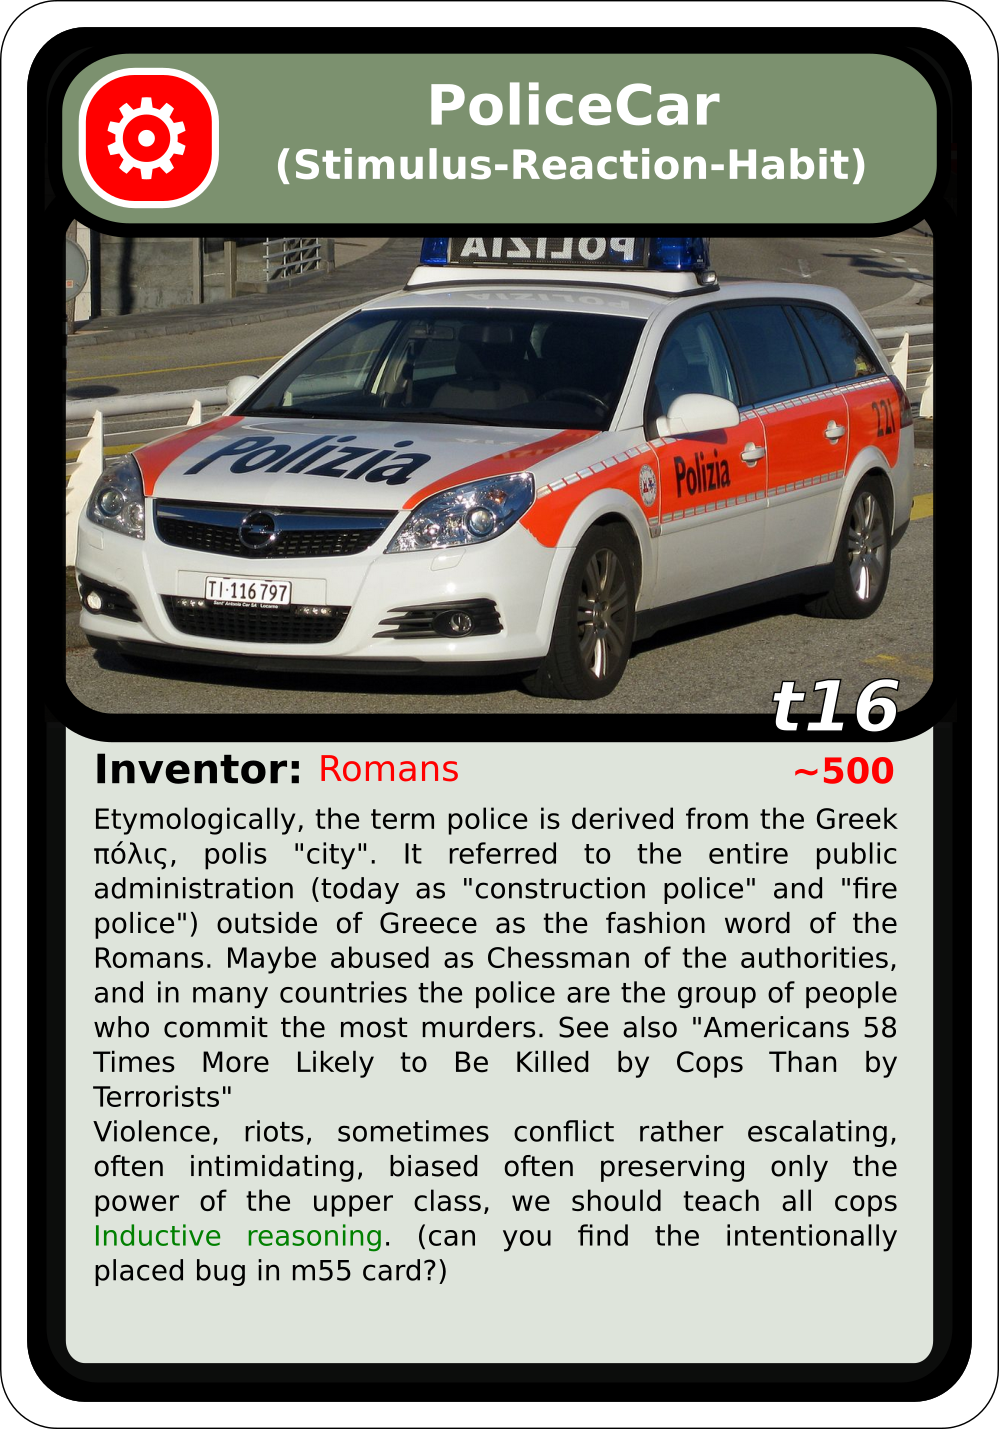 PoliceCar
(Stimulus-Reaction-Habit)
POLIZIA
POLIZIA
Polizia
Polizia
221
TI·116797
Sant' Antonio Car SA Locarno
t16
Inventor: Romans ~500
Etymologically, the term police is derived from the Greek
πόλις, polis "city". It referred to the entire public
administration (today as "construction police" and "fire
police") outside of Greece as the fashion word of the
Romans. Maybe abused as Chessman of the authorities,
and in many countries the police are the group of people
who commit the most murders. See also "Americans 58
Times More Likely to Be Killed by Cops Than by
Terrorists"
Violence, riots, sometimes conflict rather escalating,
often intimidating, biased often preserving only the
power of the upper class, we should teach all cops
Inductive reasoning. (can you find the intentionally
placed bug in m55 card?)